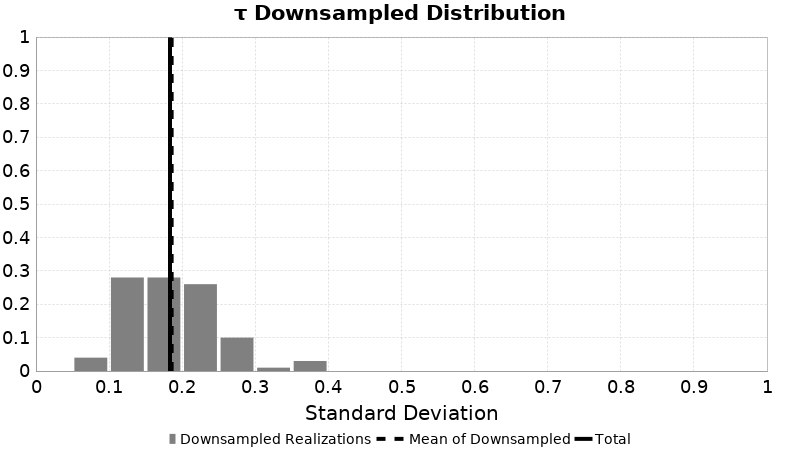 τ Downsampled Distribution
1
0.9
0.8
0.7
0.6
0.5
0.4
0.3
0.2
0.1
0
0 0.1 0.2 0.3 0.4 0.5 0.6 0.7 0.8 0.9 1
Standard Deviation
Downsampled Realizations Mean of Downsampled Total